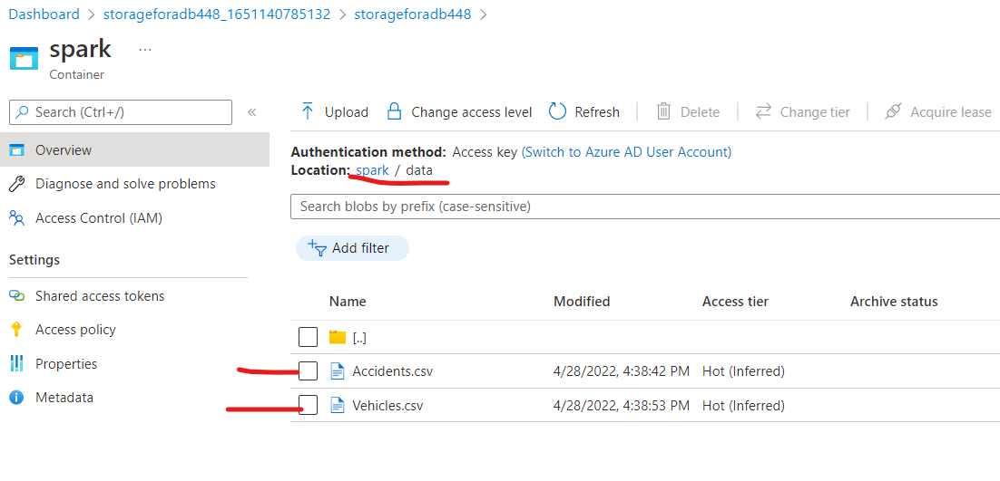 Dashboard > storageforadb448_1651140785132 > storageforadb448 >
spark ...
Container
Search (Ctrl+/) «
Overview
Diagnose and solve problems
Access Control (IAM)
Settings
Shared access tokens
Access policy
Properties
Metadata
Upload Change access level Refresh Delete Change tier Acquire lease
Authentication method: Access key (Switch to Azure AD User Account)
Location: spark / data
Search blobs by prefix (case-sensitive)
Add filter
Name Modified Access tier Archive status
[..]
Accidents.csv 4/28/2022, 4:38:42 PM Hot (Inferred)
Vehicles.csv 4/28/2022, 4:38:53 PM Hot (Inferred)